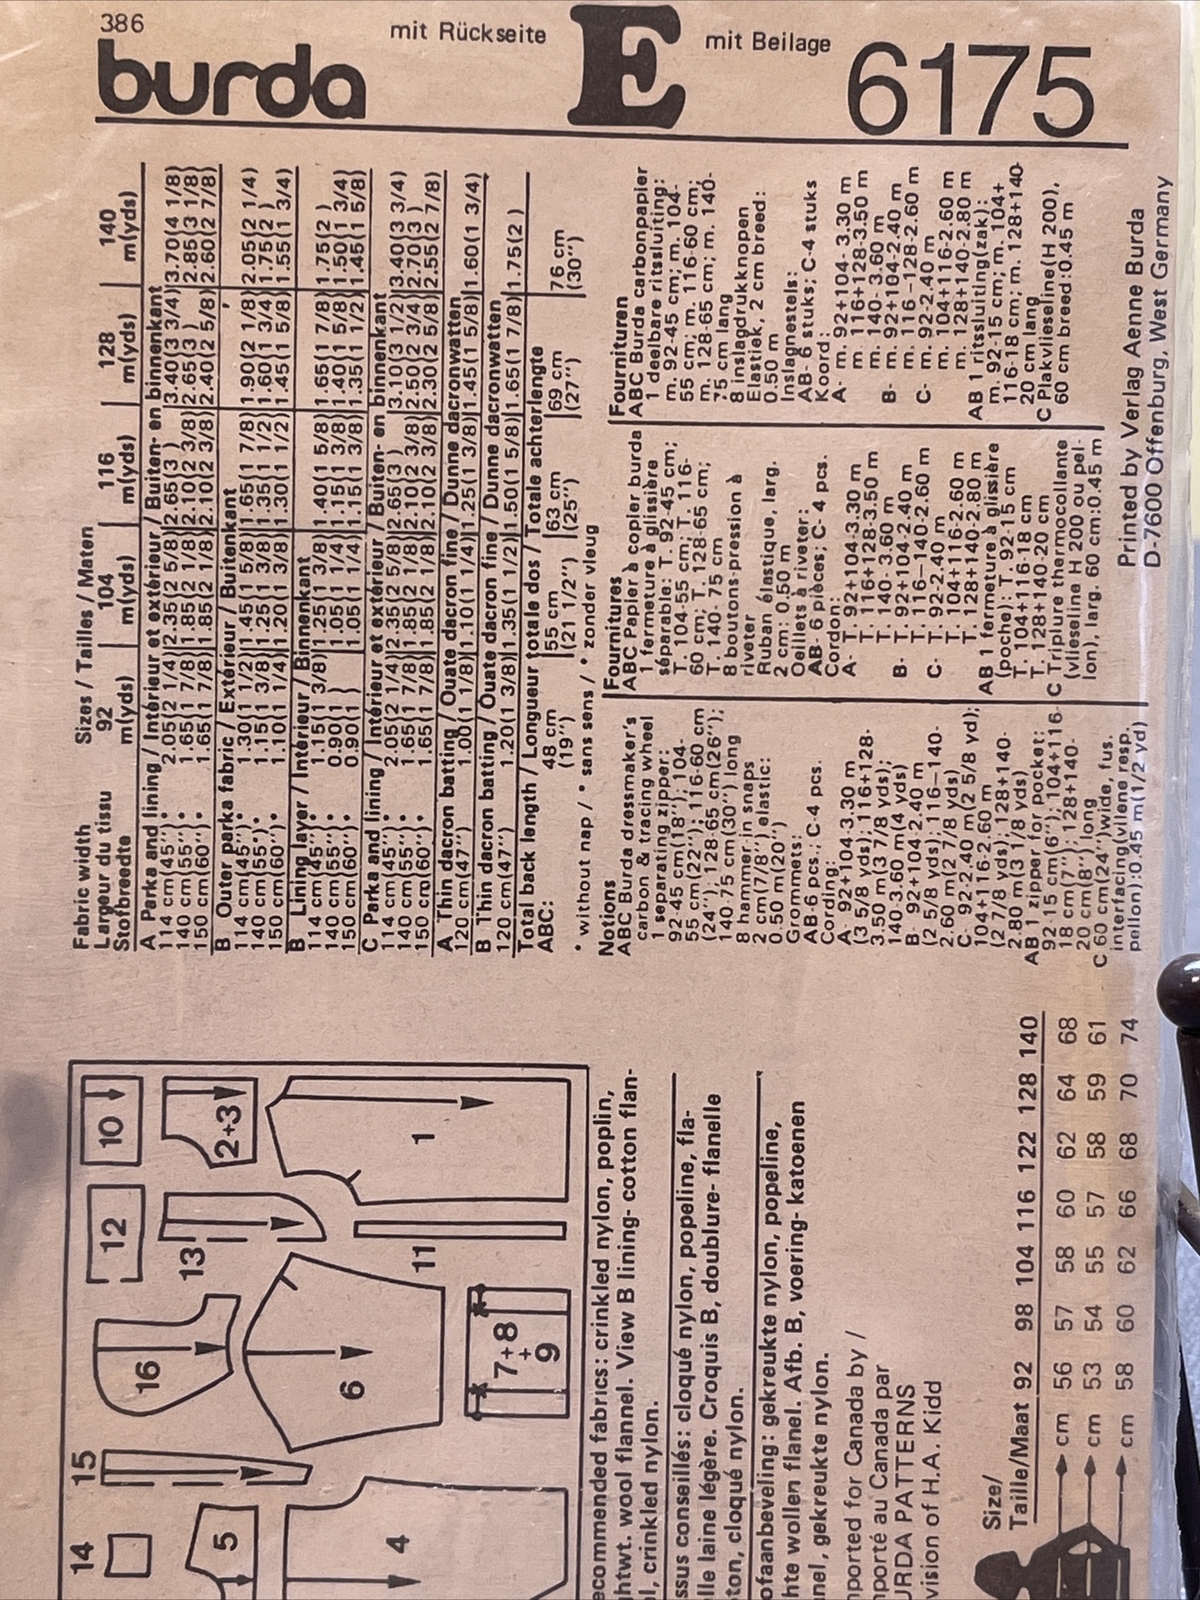 386
burda
mit Rückseite
E
mit Beilage
6175
Fabric width Sizes / Tailles / Maten
Largeur du tissu 92 104 116 128 140
Stofbreedte m(yds) m(yds) m(yds) m(yds) m(yds)
A Parka and lining / Intérieur et extérieur / Buiten- en binnenkant
114 cm(45'')* 2.05(2 1/4) 2.35(2 5/8) 2.65(3 ) 3.40(3 3/4) 3.70(4 1/8)
140 cm(55'')* 1.65(1 7/8) 1.85(2 1/8) 2.10(2 3/8) 2.65(3 ) 2.85(3 1/8)
150 cm(60'')* 1.65(1 7/8) 1.85(2 1/8) 2.10(2 3/8) 2.40(2 5/8) 2.60(2 7/8)
B Outer parka fabric / Extérieur / Buitenkant
114 cm(45'')* 1.30(1 1/2) 1.45(1 5/8) 1.65(1 7/8) 1.90(2 1/8) 2.05(2 1/4)
140 cm(55'')* 1.15(1 3/8) 1.25(1 3/8) 1.35(1 1/2) 1.60(1 3/4) 1.75(2 )
150 cm(60'')* 1.10(1 1/4) 1.20(1 3/8) 1.30(1 1/2) 1.45(1 5/8) 1.55(1 3/4)
B Lining layer / Intérieur / Binnenkant
114 cm(45'')* 1.15(1 3/8) 1.25(1 3/8) 1.40(1 5/8) 1.65(1 7/8) 1.75(2 )
140 cm(55'')* 0.90(1 ) 1.05(1 1/4) 1.15(1 3/8) 1.40(1 5/8) 1.50(1 3/4)
150 cm(60'')* 0.90(1 ) 1.05(1 1/4) 1.15(1 3/8) 1.35(1 1/2) 1.45(1 5/8)
C Parka and lining / Intérieur et extérieur / Buiten- en binnenkant
114 cm(45'')* 2.05(2 1/4) 2.35(2 5/8) 2.65(3 ) 3.10(3 1/2) 3.40(3 3/4)
140 cm(55'')* 1.65(1 7/8) 1.85(2 1/8) 2.10(2 3/8) 2.50(2 3/4) 2.70(3 )
150 cm(60'')* 1.65(1 7/8) 1.85(2 1/8) 2.10(2 3/8) 2.30(2 5/8) 2.55(2 7/8)
A Thin dacron batting / Ouate dacron fine / Dunne dacronwatten
120 cm(47'') 1.00(1 1/8) 1.10(1 1/4) 1.25(1 3/8) 1.45(1 5/8) 1.60(1 3/4)
B Thin dacron batting / Ouate dacron fine / Dunne dacronwatten
120 cm(47'') 1.20(1 3/8) 1.35(1 1/2) 1.50(1 5/8) 1.65(1 7/8) 1.75(2 )
Total back length / Longueur totale dos / Totale achterlengte
ABC: 48 cm 55 cm 63 cm 69 cm 76 cm
(19'') (21 1/2'') (25'') (27'') (30'')
* without nap / * sans sens / * zonder vleug
Notions
ABC Burda dressmaker's
carbon & tracing wheel
1 separating zipper:
92-45 cm(18''); 104-
55 cm(22''); 116-60 cm
(24''); 128-65 cm(26'');
140-75 cm(30'') long
8 hammer-in snaps
2 cm(7/8'') elastic:
0.50 m(20'')
Grommets:
AB-6 pcs.; C-4 pcs.
Cording:
A- 92+104-3.30 m
(3 5/8 yds); 116+128-
3.50 m(3 7/8 yds);
140-3.60 m(4 yds)
B- 92+104-2.40 m
(2 5/8 yds); 116–140-
2.60 m(2 7/8 yds)
C- 92-2.40 m(2 5/8 yd);
104+116-2.60 m
(2 7/8 yds); 128+140-
2.80 m(3 1/8 yds)
AB 1 zipper for pocket:
92-15 cm(6''); 104+116-
18 cm(7''); 128+140-
20 cm(8'') long
C 60 cm(24'')wide, fus.
interfacing(vilene resp.
pellon):0.45 m(1/2 yd)
Fournitures
ABC Papier à copier burda
1 fermeture à glissière
séparable: T. 92-45 cm;
T. 104-55 cm; T. 116-
60 cm; T. 128-65 cm;
T. 140-75 cm
8 boutons-pression à
riveter
Ruban élastique, larg.
2 cm: 0.50 m
Oeillets à riveter:
AB- 6 pièces; C- 4 pcs.
Cordon:
A- T. 92+104-3.30 m
T. 116+128-3.50 m
T. 140- 3.60 m
B- T. 92+104-2.40 m
T. 116–140-2.60 m
C- T. 92-2.40 m
T. 104+116-2.60 m
T. 128+140-2.80 m
AB 1 fermeture à glissière
(poche): T. 92-15 cm
T. 104+116-18 cm
T. 128+140-20 cm
C Triplure thermocollante
(vlieseline H 200 ou pel-
lon), larg. 60 cm:0.45 m
Fournituren
ABC Burda carbonpapier
1 deelbare ritssluiting:
m. 92-45 cm; m. 104-
55 cm; m. 116-60 cm;
m. 128-65 cm; m. 140-
75 cm lang
8 inslagdrukknopen
Elastiek, 2 cm breed:
0.50 m
Inslagnestels:
AB- 6 stuks; C-4 stuks
Koord:
A- m. 92+104- 3.30 m
m. 116+128-3.50 m
m. 140- 3.60 m
B- m. 92+104-2.40 m
m. 116 –128-2.60 m
C- m. 92-2.40 m
m. 104+116-2.60 m
m. 128+140-2.80 m
AB 1 ritssluiting(zak):
m. 92-15 cm; m. 104+
116-18 cm; m. 128+140-
20 cm lang
C Plakvlieseline(H 200),
60 cm breed:0.45 m
Printed by Verlag Aenne Burda
D-7600 Offenburg, West Germany
14 15 16 12 10
5 13 2+3
6
4 11 1
7+8
+
9
ecommended fabrics: crinkled nylon, poplin,
htwt. wool flannel. View B lining- cotton flan-
l, crinkled nylon.
ssus conseillés: cloqué nylon, popeline, fla-
lle laine légère. Croquis B, doublure- flanelle
ton, cloqué nylon.
ofaanbeveling: gekreukte nylon, popeline,
hte wollen flanel. Afb. B, voering- katoenen
nel, gekreukte nylon.
ported for Canada by /
porté au Canada par
URDA PATTERNS
vision of H.A. Kidd
Size/
Taille/Maat 92 98 104 116 122 128 140
cm 56 57 58 60 62 64 68
cm 53 54 55 57 58 59 61
cm 58 60 62 66 68 70 74